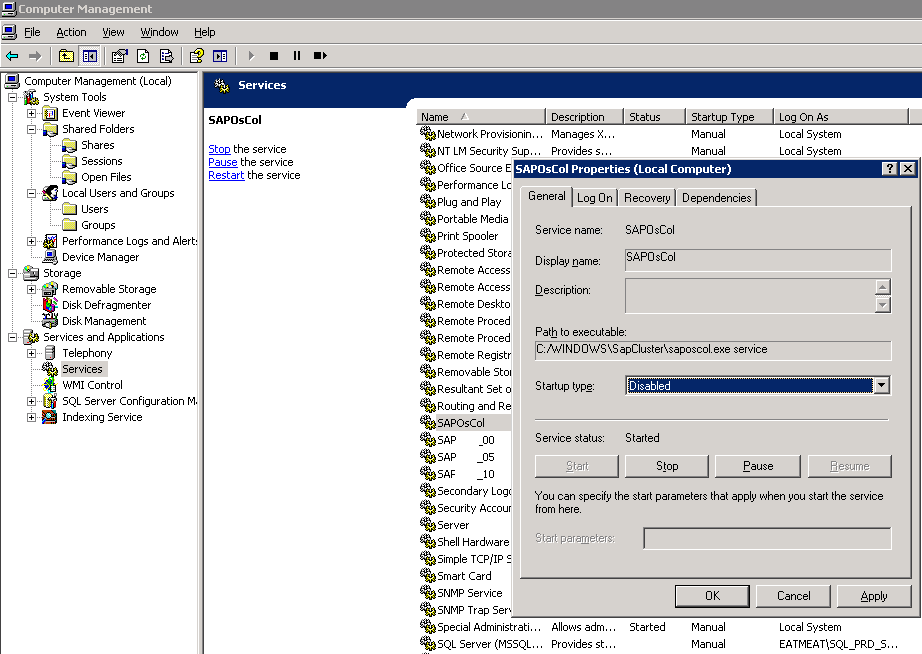 Computer Management
File Action View Window Help
Computer Management (Local)
System Tools
Event Viewer
Shared Folders
Shares
Sessions
Open Files
Local Users and Groups
Users
Groups
Performance Logs and Alerts
Device Manager
Storage
Removable Storage
Disk Defragmenter
Disk Management
Services and Applications
Telephony
Services
WMI Control
SQL Server Configuration M
Indexing Service
Services
SAPOsCol
Stop the service
Pause the service
Restart the service
Name Description Status Startup Type Log On As
Network Provisionin... Manages X... Manual Local System
NT LM Security Sup... Provides s... Manual Local System
Office Source E
Performance Lo
Plug and Play
Portable Media
Print Spooler
Protected Stora
Remote Access
Remote Access
Remote Deskto
Remote Proced
Remote Proced
Remote Registr
Removable Stor
Resultant Set o
Routing and Re
SAPOsCol
SAP _00
SAP _05
SAP _10
Secondary Logo
Security Accour
Server
Shell Hardware
Simple TCP/IP S
Smart Card
SNMP Service
SNMP Trap Serv
Special Administrati... Allows adm... Started Manual Local System
SQL Server (MSSQL... Provides st... Manual EATMEAT\SQL_PRD_S...
SAPOsCol Properties (Local Computer)
General Log On Recovery Dependencies
Service name: SAPOsCol
Display name: SAPOsCol
Description:
Path to executable:
C:/WINDOWS\SapCluster\saposcol.exe service
Startup type: Disabled
Service status: Started
Start Stop Pause Resume
You can specify the start parameters that apply when you start the service
from here.
Start parameters:
OK Cancel Apply